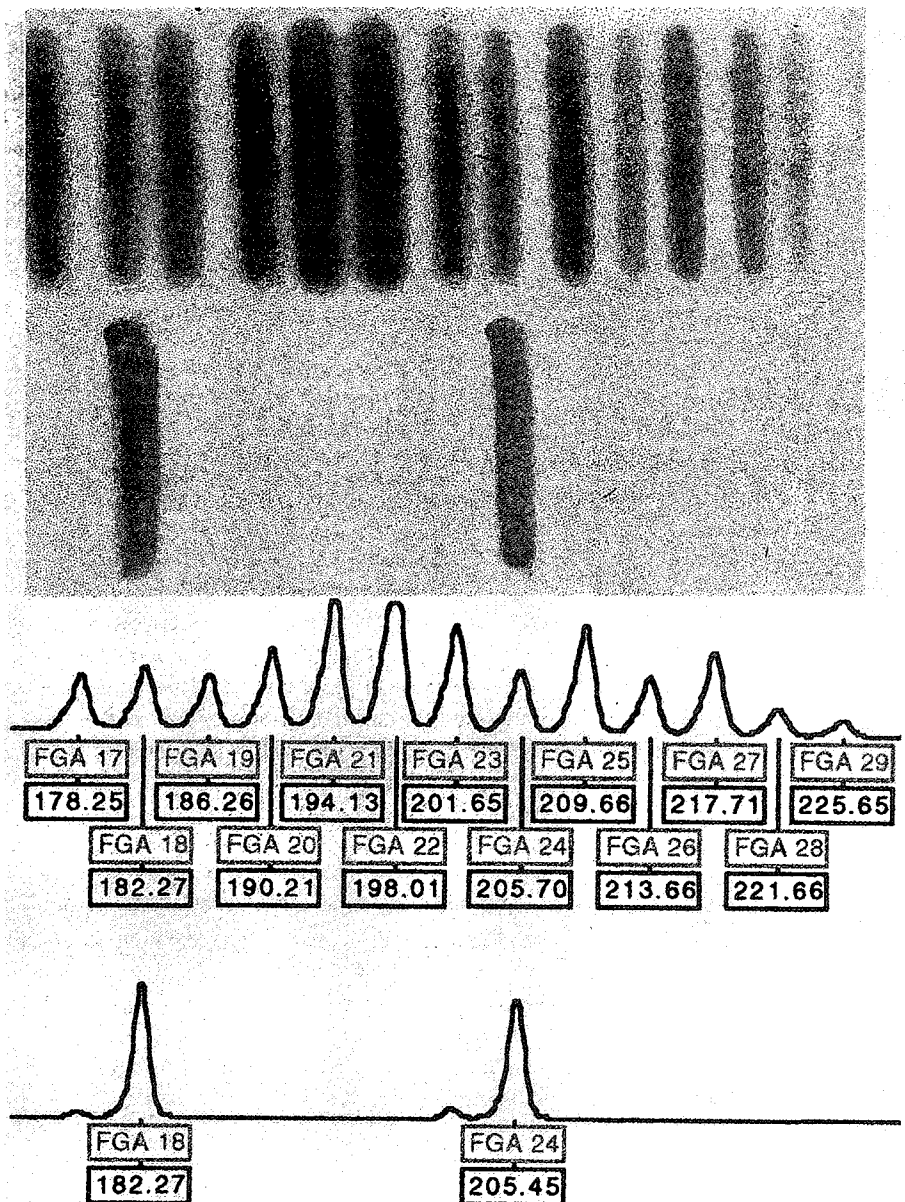 FGA 17 FGA 19 FGA 21 FGA 23 FGA 25 FGA 27 FGA 29
178.25 186.26 194.13 201.65 209.66 217.71 225.65
FGA 18 FGA 20 FGA 22 FGA 24 FGA 26 FGA 28
182.27 190.21 198.01 205.70 213.66 221.66
FGA 18 FGA 24
182.27 205.45